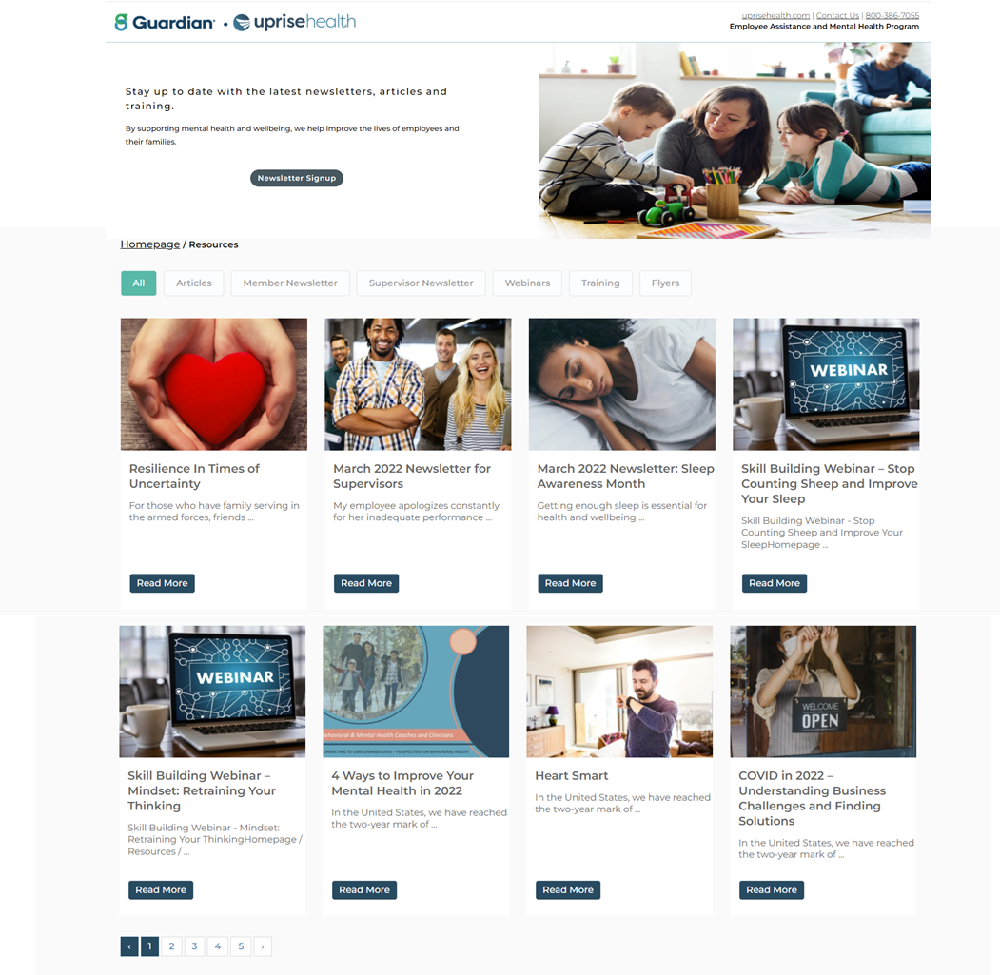 Guardian · uprisehealth
uprisehealth.com | Contact Us | 800-386-7055
Employee Assistance and Mental Health Program
Stay up to date with the latest newsletters, articles and
training.
By supporting mental health and wellbeing, we help improve the lives of employees and
their families.
Newsletter Signup
Homepage / Resources
All
Articles
Member Newsletter
Supervisor Newsletter
Webinars
Training
Flyers
Resilience In Times of
Uncertainty
For those who have family serving in
the armed forces, friends ...
Read More
March 2022 Newsletter for
Supervisors
My employee apologizes constantly
for her inadequate performance ...
Read More
March 2022 Newsletter: Sleep
Awareness Month
Getting enough sleep is essential for
health and wellbeing ...
Read More
WEBINAR
Skill Building Webinar – Stop
Counting Sheep and Improve
Your Sleep
Skill Building Webinar - Stop
Counting Sheep and Improve Your
SleepHomepage ...
Read More
WEBINAR
Skill Building Webinar –
Mindset: Retraining Your
Thinking
Skill Building Webinar - Mindset:
Retraining Your ThinkingHomepage /
Resources / ...
Read More
Behavioral & Mental Health Coaches and Clinicians
CONNECTING TO CARE CHANGES LIVES – PERSPECTIVES ON BEHAVIORAL HEALTH
4 Ways to Improve Your
Mental Health in 2022
In the United States, we have reached
the two-year mark of ...
Read More
Heart Smart
In the United States, we have reached
the two-year mark of ...
Read More
WELCOME
OPEN
COVID in 2022 –
Understanding Business
Challenges and Finding
Solutions
In the United States, we have reached
the two-year mark of ...
Read More
‹ 1 2 3 4 5 ›